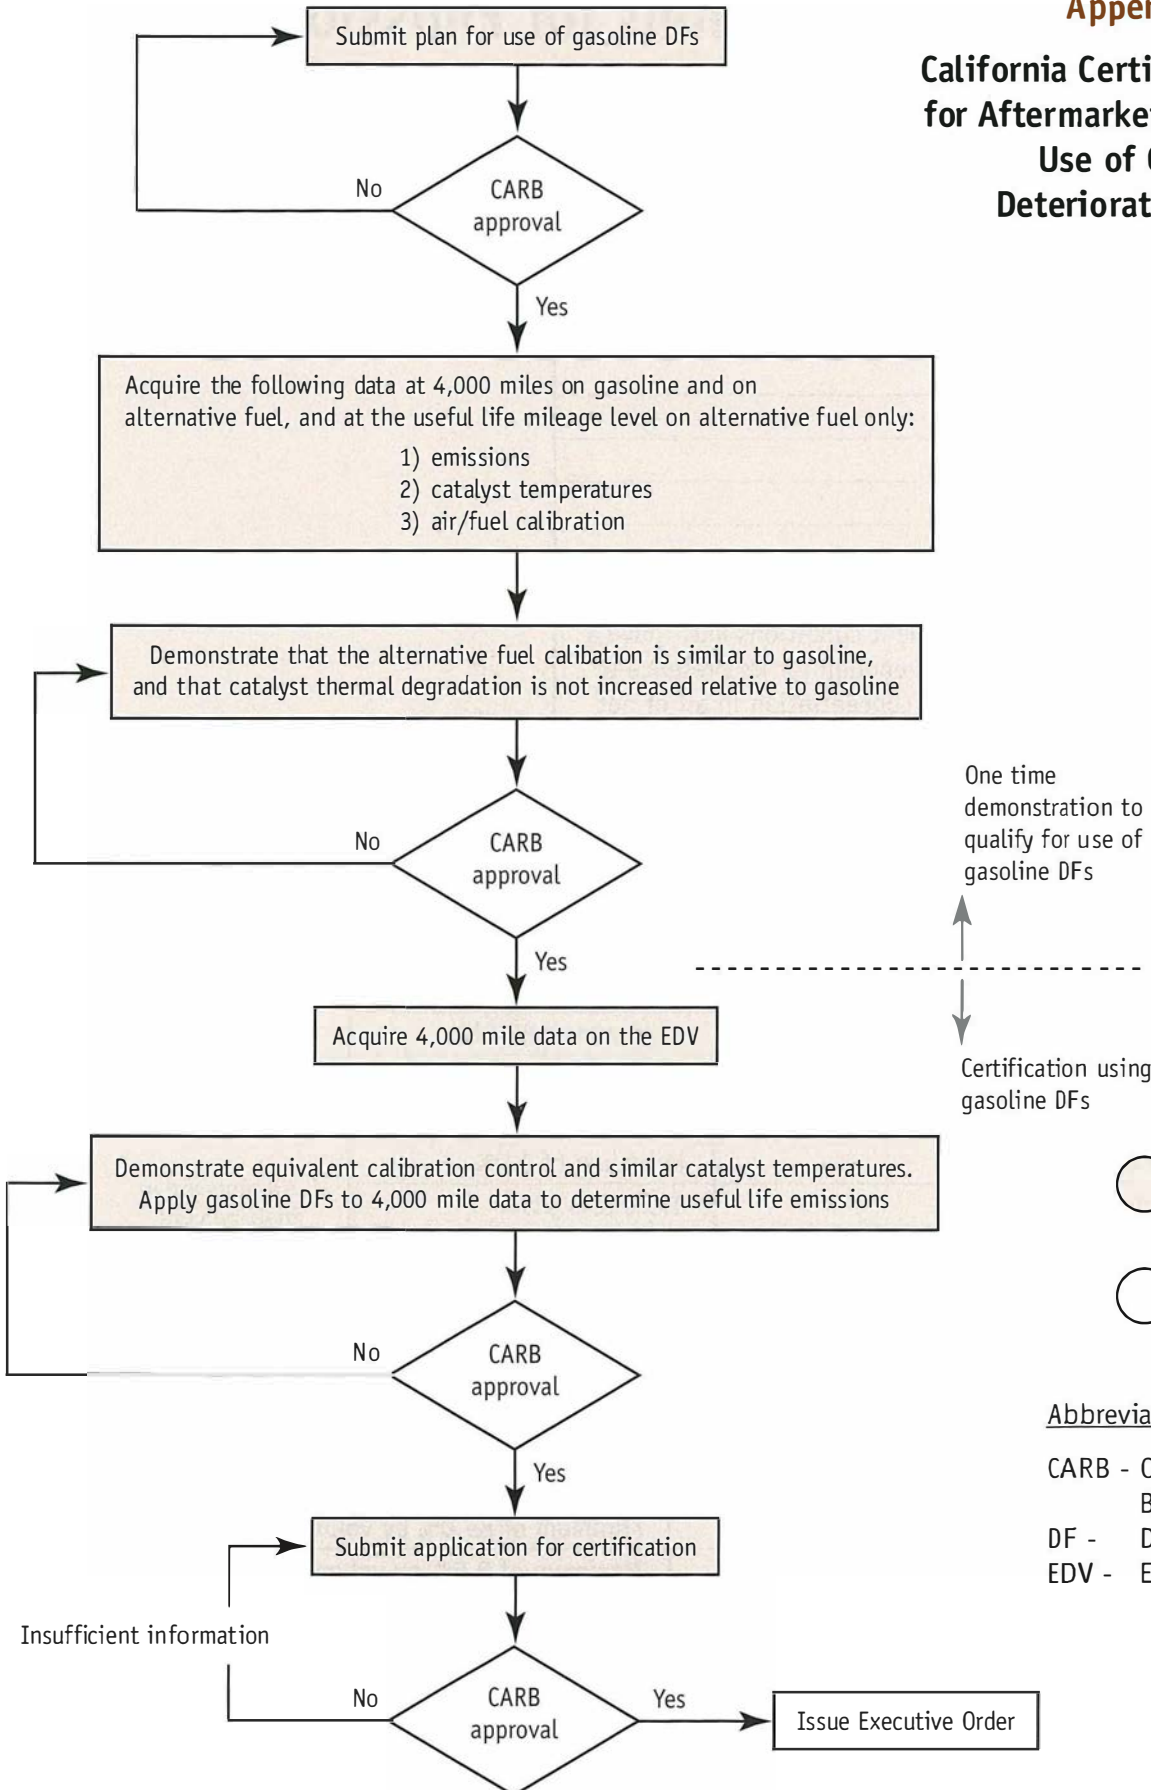 Submit plan for use of gasoline DFs
California
for
Use of
No
CARB
approval
Yes
Acquire the following data at 4,000 miles on gasoline and on
alternative fuel, and at the useful life mileage level on alternative fuel only:
1) emissions
2) catalyst temperatures
3) air/fuel calibration
Demonstrate that the alternative fuel calibation is similar to gasoline,
and that catalyst thermal degradation is not increased relative to gasoline
No
CARB
approval
Yes
One time
demonstration to
qualify for use of
gasoline DFs
Acquire 4,000 mile data on the EDV
Certification using
gasoline DFs
Demonstrate equivalent calibration control and similar catalyst temperatures.
Apply gasoline DFs to 4,000 mile data to determine useful life emissions
No
CARB
approval
Yes
CARB -
DF -
EDV -
Submit application for certification
Insufficient information
No
CARB
approval
Yes
Issue Executive Order